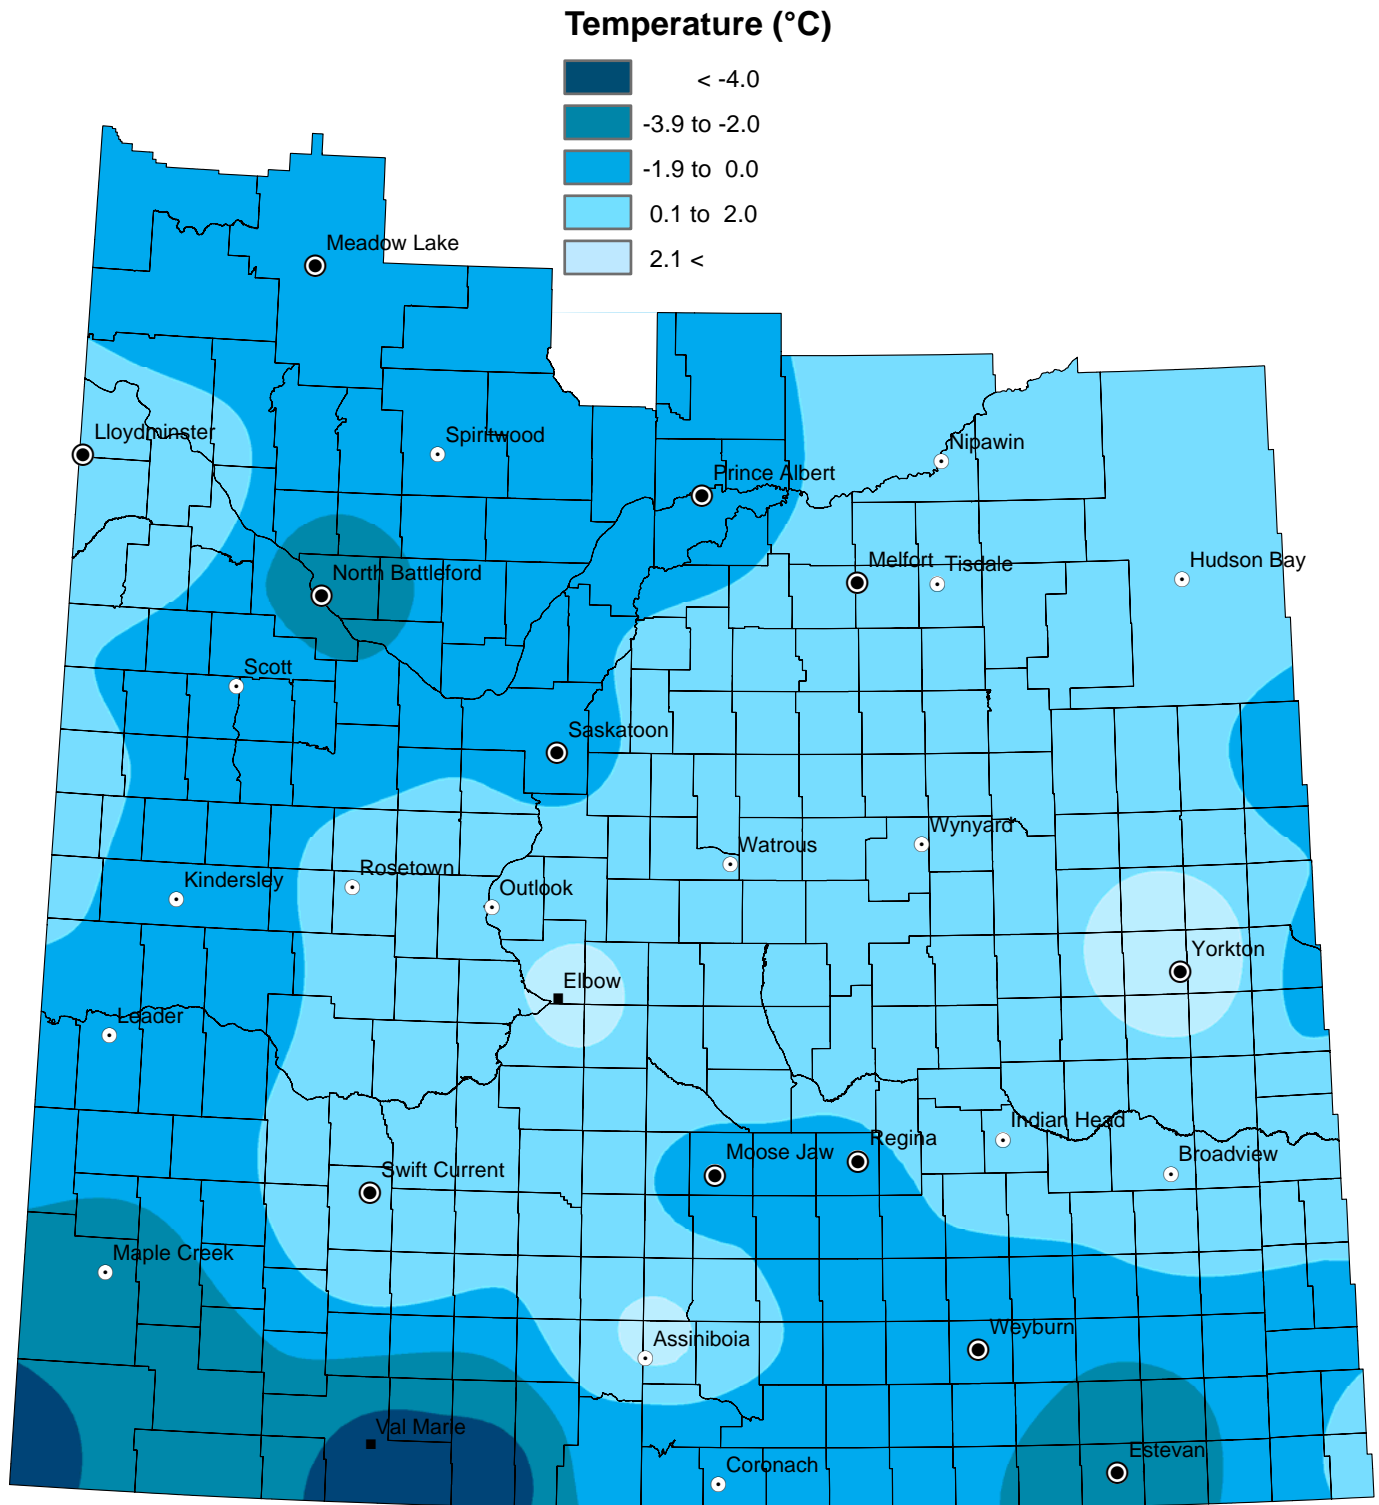 Temperature (°C)
< -4.0
-3.9 to -2.0
-1.9 to 0.0
0.1 to 2.0
2.1 <
Meadow Lake
Lloydminster
Spiritwood
Nipawin
Prince Albert
North Battleford
Melfort
Tisdale
Hudson Bay
Scott
Saskatoon
Watrous
Wynyard
Kindersley
Rosetown
Outlook
Yorkton
Elbow
Leader
Indian Head
Regina
Moose Jaw
Broadview
Swift Current
Maple Creek
Weyburn
Assiniboia
Val Marie
Estevan
Coronach